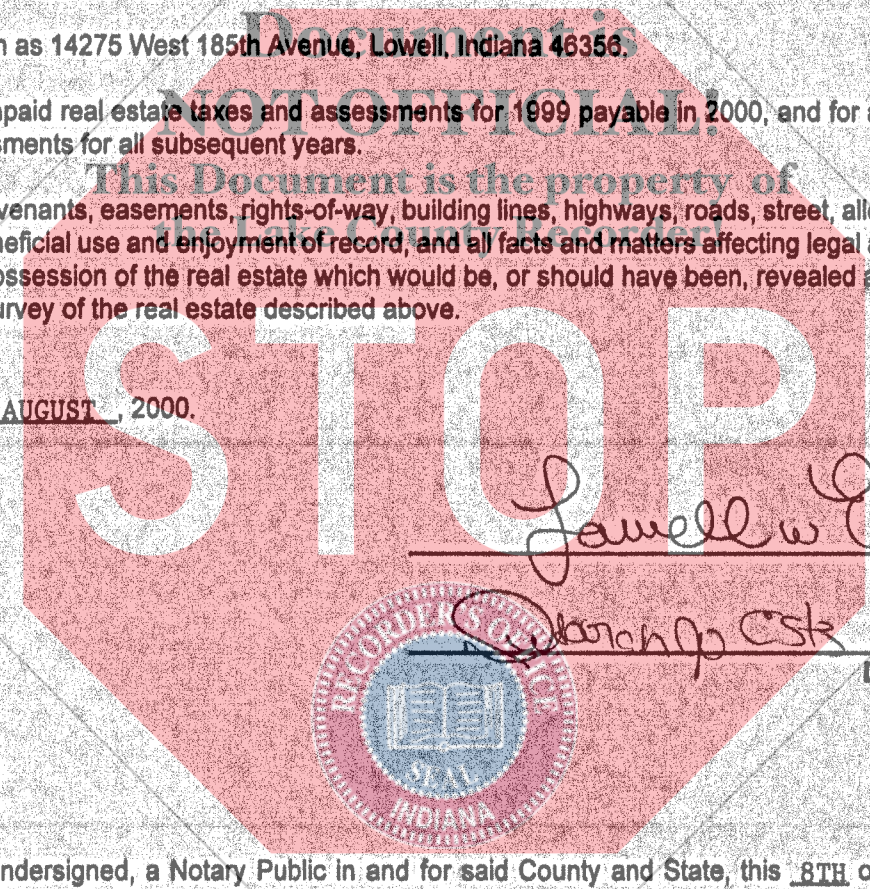 Document is
n as 14275 West 185th Avenue, Lowell, Indiana 46356.
NOT OFFICIAL!
npaid real estate taxes and assessments for 1999 payable in 2000, and for a
sments for all subsequent years.
This Document is the property of
venants, easements, rights-of-way, building lines, highways, roads, street, alle
the Lake County Recorder!
neficial use and enjoyment of record, and all facts and matters affecting legal a
ossession of the real estate which would be, or should have been, revealed a
urvey of the real estate described above.
STOP
AUGUST, 2000.
Lowell W E
RECORDER'S OFFICE
SEAL
INDIANA
ndersigned, a Notary Public in and for said County and State, this 8TH d